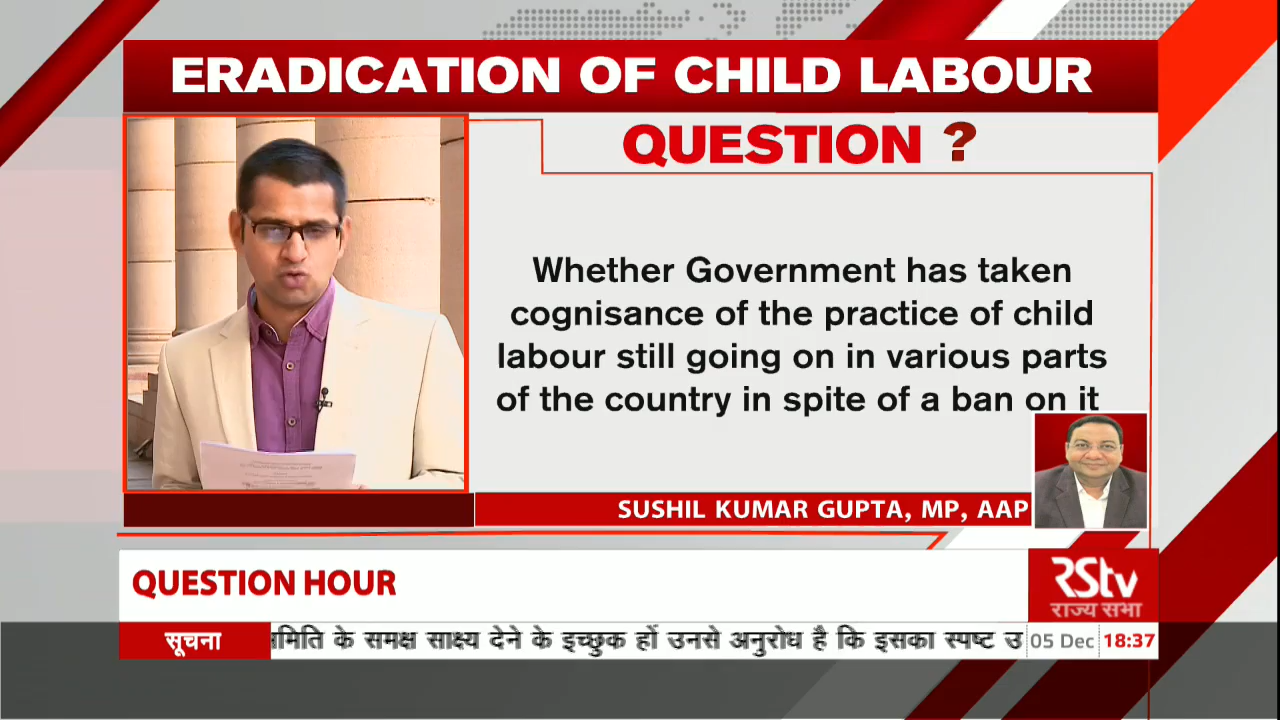 ERADICATION OF CHILD LABOUR
QUESTION ?
Whether Government has taken
cognisance of the practice of child
labour still going on in various parts
of the country in spite of a ban on it
SUSHIL KUMAR GUPTA, MP, AAP
QUESTION HOUR
RSTV
राज्य सभा
सूचना
के समक्ष साक्ष्य देने के इच्छुक हों उनसे अनुरोध है कि इसका स्पष्ट उ
05 Dec
18:37